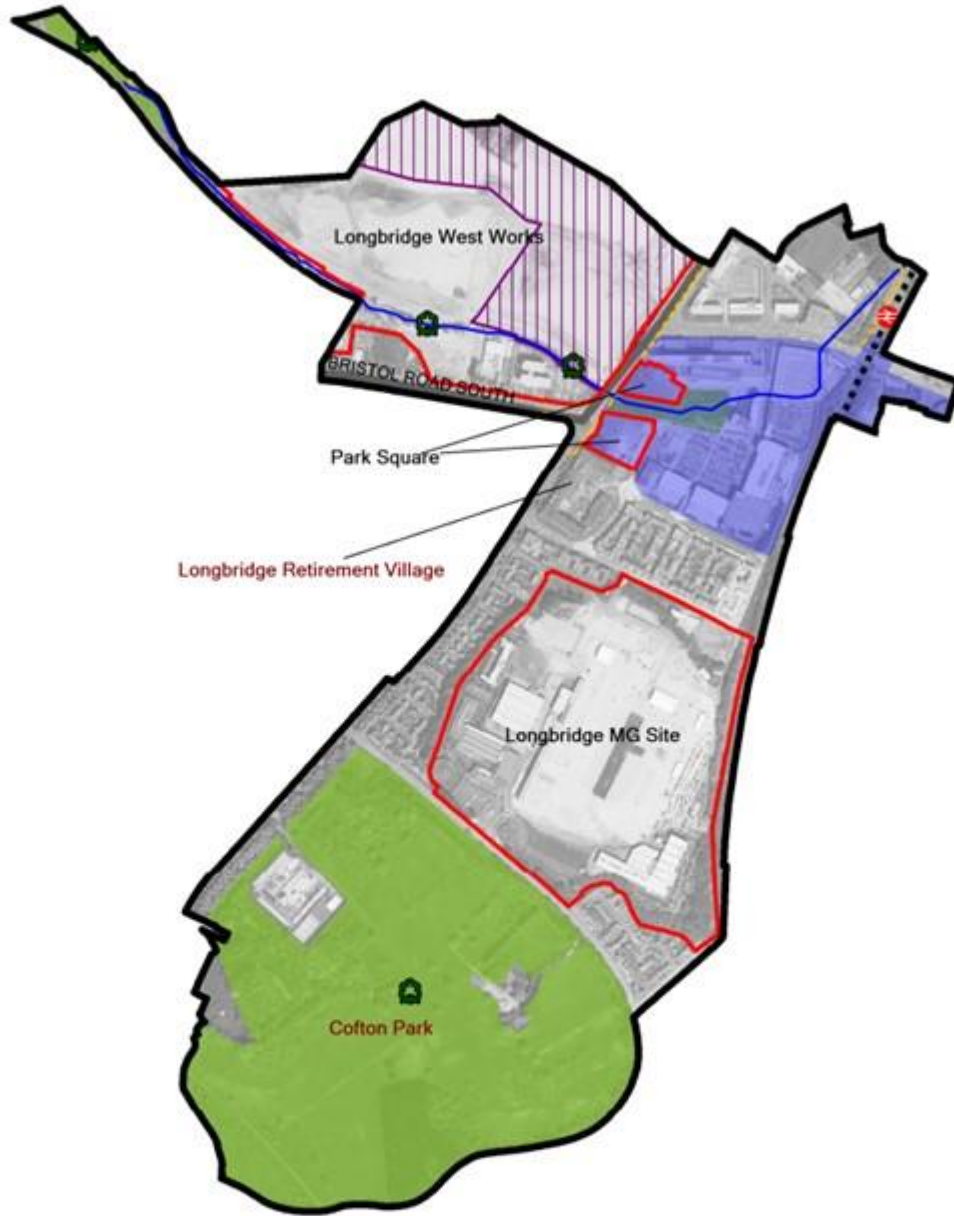 Longbridge West Works
BRISTOL ROAD SOUTH
Park Square
Longbridge Retirement Village
Longbridge MG Site
Cofton Park